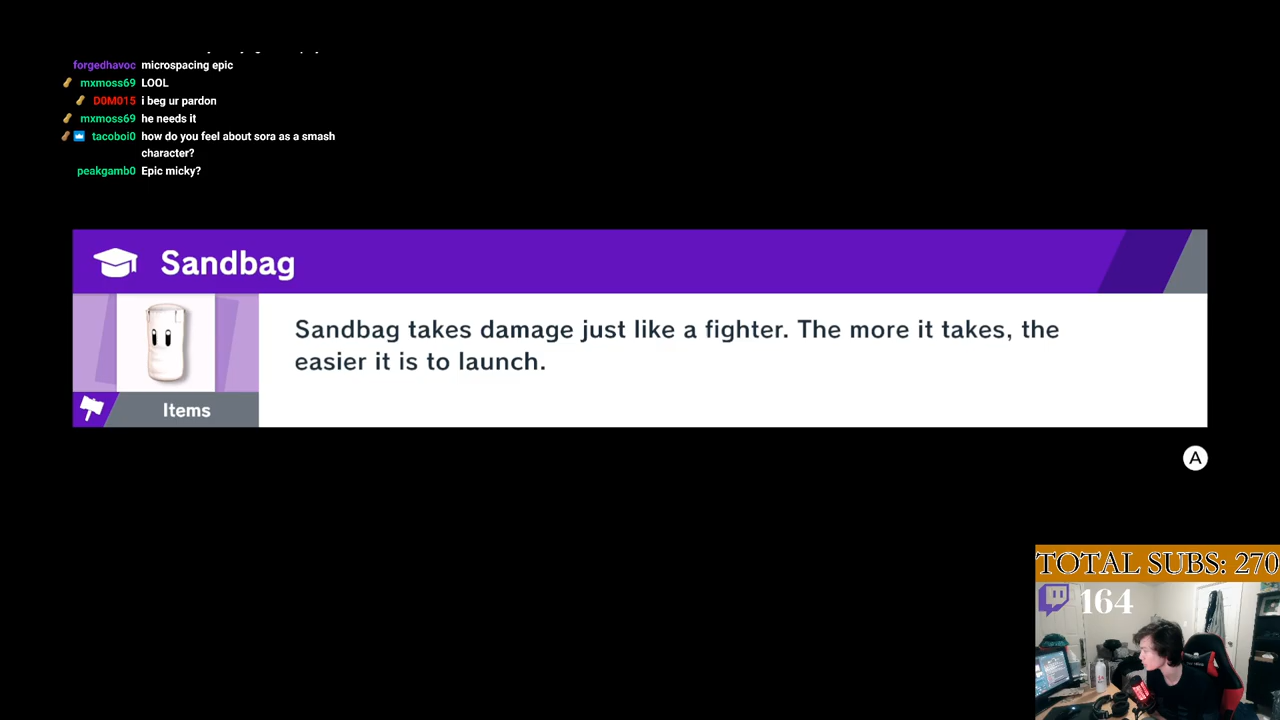 forgedhavoc microspacing epic
mxmoss69 LOOL
D0M015 i beg ur pardon
mxmoss69 he needs it
tacoboi0 how do you feel about sora as a smash
character?
peakgamb0 Epic micky?
Sandbag
Sandbag takes damage just like a fighter. The more it takes, the
easier it is to launch.
Items
A
TOTAL SUBS: 270
164